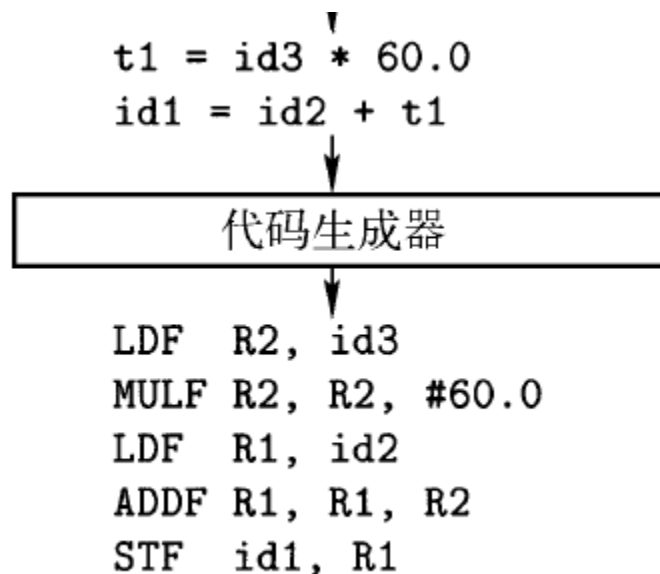 t1 = id3 * 60.0
id1 = id2 + t1
代码生成器
LDF R2, id3
MULF R2, R2, #60.0
LDF R1, id2
ADDF R1, R1, R2
STF id1, R1